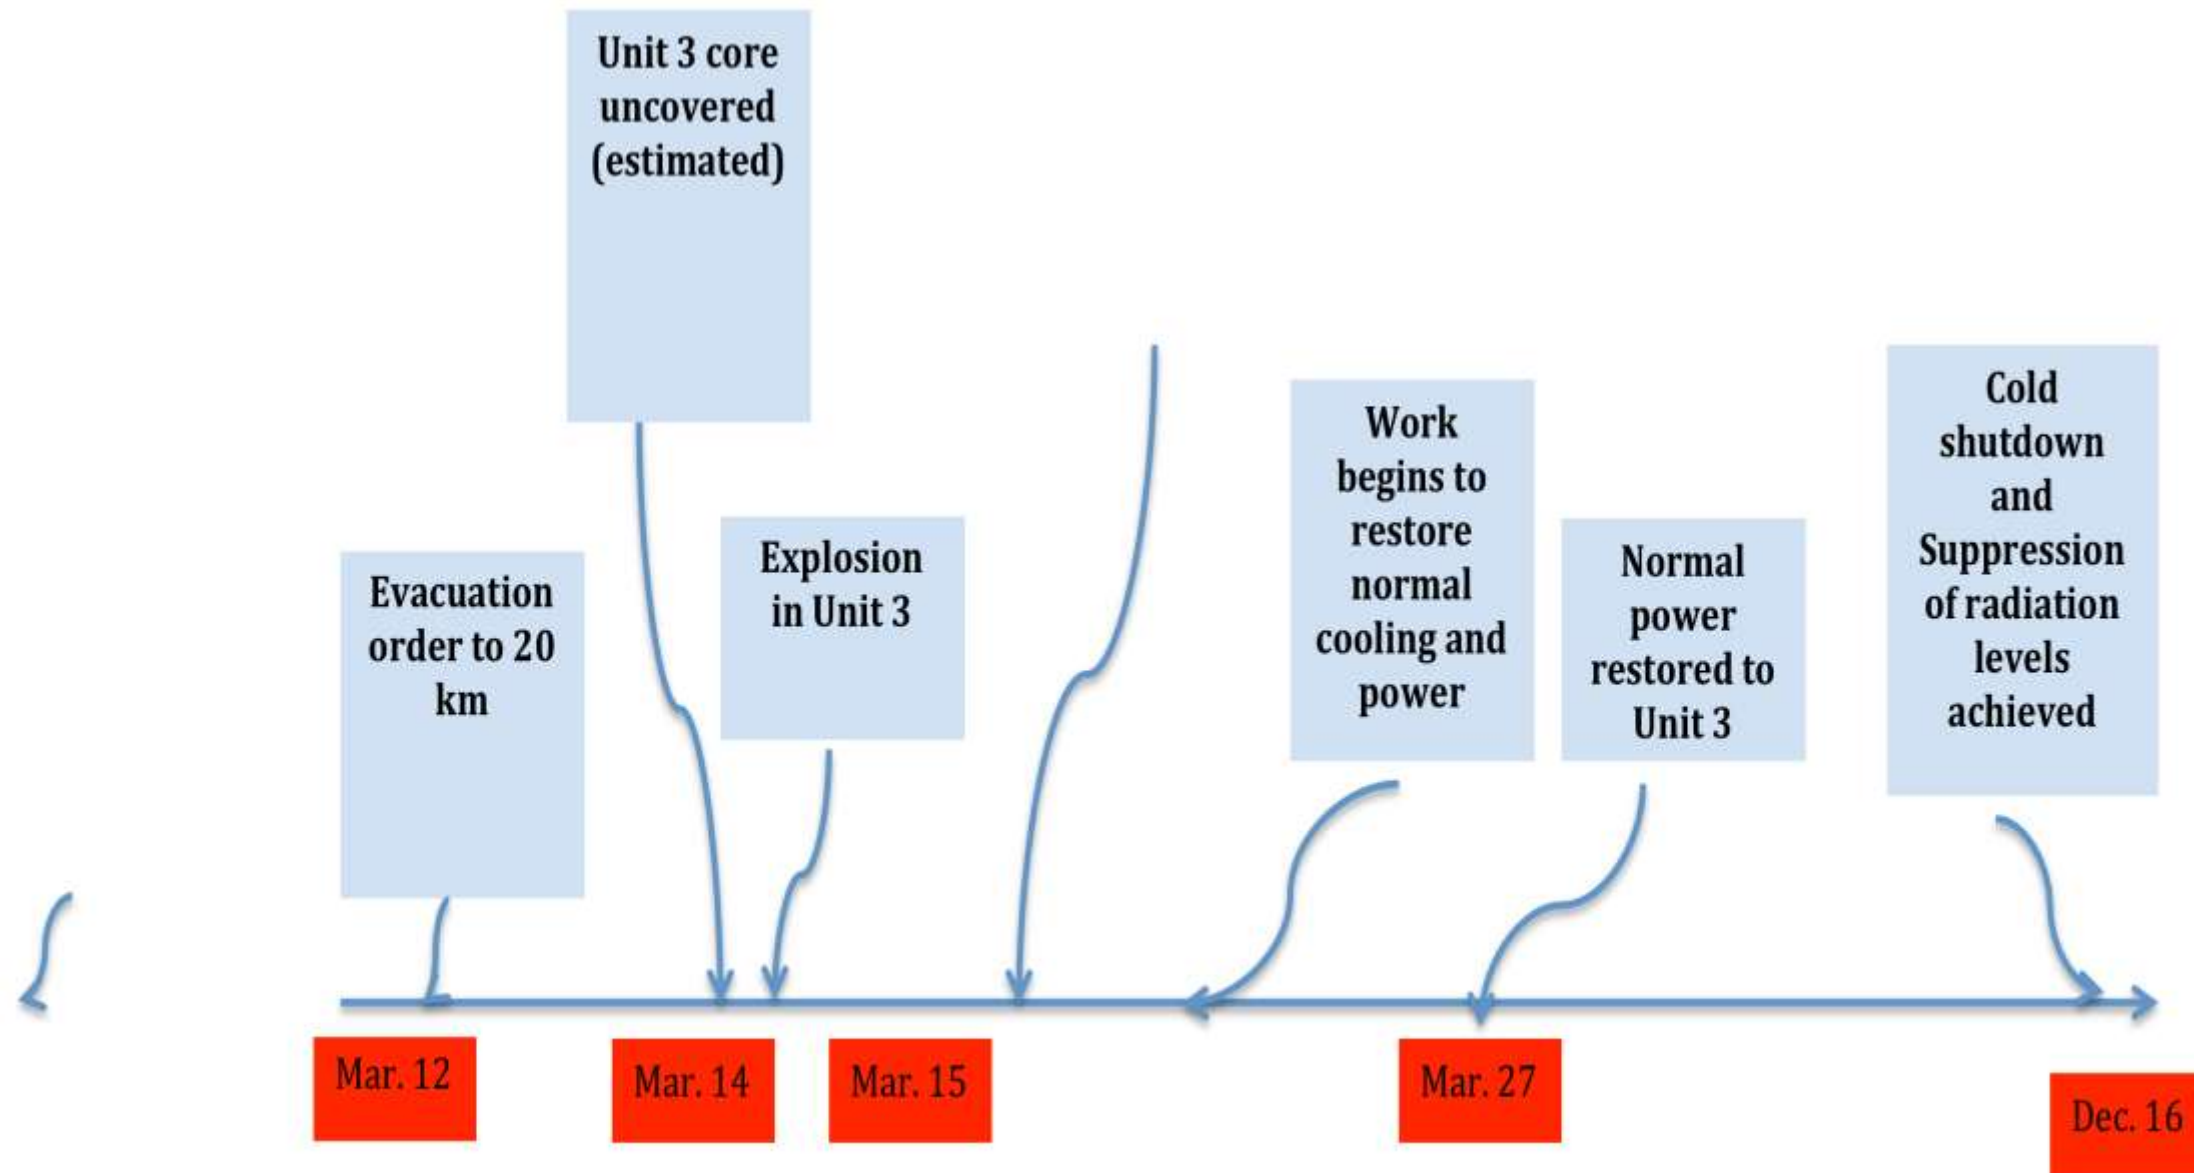 Unit 3 core
uncovered
(estimated)
Evacuation
order to 20
km
Explosion
in Unit 3
Work
begins to
restore
normal
cooling and
power
Normal
power
restored to
Unit 3
Cold
shutdown
and
Suppression
of radiation
levels
achieved
Mar. 12
Mar. 14
Mar. 15
Mar. 27
Dec. 16